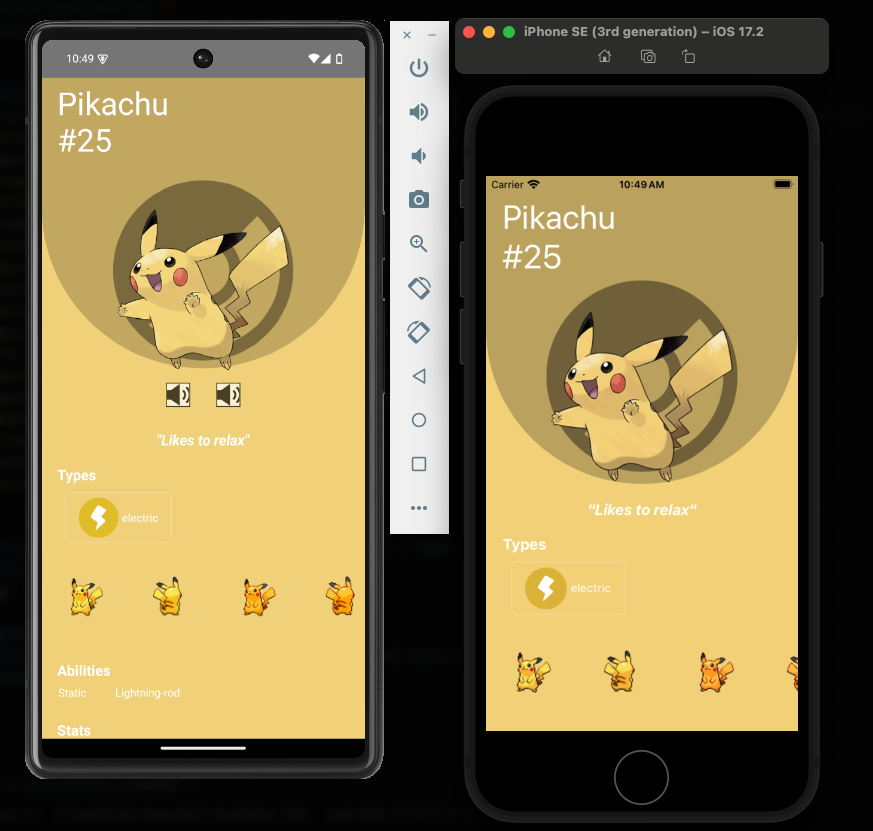 10:49
Pikachu
#25
"Likes to relax"
Types
electric
Abilities
Static Lightning-rod
Stats
iPhone SE (3rd generation) – iOS 17.2
Carrier 10:49 AM
Pikachu
#25
"Likes to relax"
Types
electric